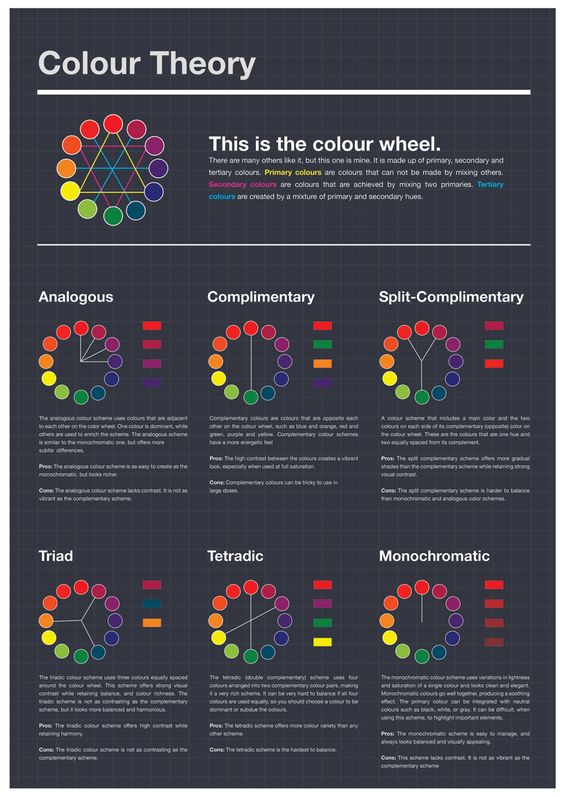 Colour Theory
This is the colour wheel.
There are many others like it, but this one is mine. It is made up of primary, secondary and
tertiary colours. Primary colours are colours that can not be made by mixing others.
Secondary colours are colours that are achieved by mixing two primaries. Tertiary
colours are created by a mixture of primary and secondary hues.
Analogous
The analogous colour scheme uses colours that are adjacent
to each other on the color wheel. One colour is dominant, while
others are used to enrich the scheme. The analogous scheme
is similar to the monochromatic one, but offers more
subtle differences.
Pros: The analogous colour scheme is as easy to create as the
monochromatic, but looks richer.
Cons: The analogous colour scheme lacks contrast. It is not as
vibrant as the complementary scheme.
Complimentary
Complementary colours are colours that are opposite each
other on the colour wheel, such as blue and orange, red and
green, purple and yellow. Complementary colour schemes
have a more energetic feel
Pros: The high contrast between the colours creates a vibrant
look, especially when used at full saturation.
Cons: Complementary colours can be tricky to use in
large doses.
Split-Complimentary
A colour scheme that includes a main color and the two
colours on each side of its complementary (opposite) color on
the colour wheel. These are the colours that are one hue and
two equally spaced from its complement.
Pros: The split complementary scheme offers more gradual
shades than the complementary scheme while retaining strong
visual contrast.
Cons: The split complementary scheme is harder to balance
than monochromatic and analogous color schemes.
Triad
The triadic colour scheme uses three colours equally spaced
around the colour wheel. This scheme offers strong visual
contrast while retaining balance, and colour richness. The
triadic scheme is not as contrasting as the complementary
scheme, but it looks more balanced and harmonious.
Pros: The triadic colour scheme offers high contrast while
retaining harmony.
Cons: The triadic colour scheme is not as contrasting as the
complementary scheme.
Tetradic
The tetradic (double complementary) scheme uses four
colours arranged into two complementary colour pairs, making
it a very rich scheme. It can be very hard to balance if all four
colours are used equally, so you should choose a colour to be
dominant or subdue the colours.
Pros: The tetradic scheme offers more colour variety than any
other scheme.
Cons: The tetradic scheme is the hardest to balance.
Monochromatic
The monochromatic colour scheme uses variations in lightness
and saturation of a single colour and looks clean and elegant.
Monochromatic colours go well together, producing a soothing
effect. The primary colour can be integrated with neutral
colours such as black, white, or gray. It can be difficult, when
using this scheme, to highlight important elements.
Pros: The monochromatic scheme is easy to manage, and
always looks balanced and visually appealing.
Cons: This scheme lacks contrast. It is not as vibrant as the
complementary scheme